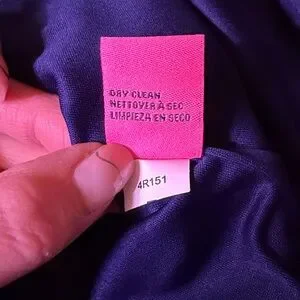 DRY CLEAN
NETTOYER À SEC
LIMPIEZA EN SECO
4R151